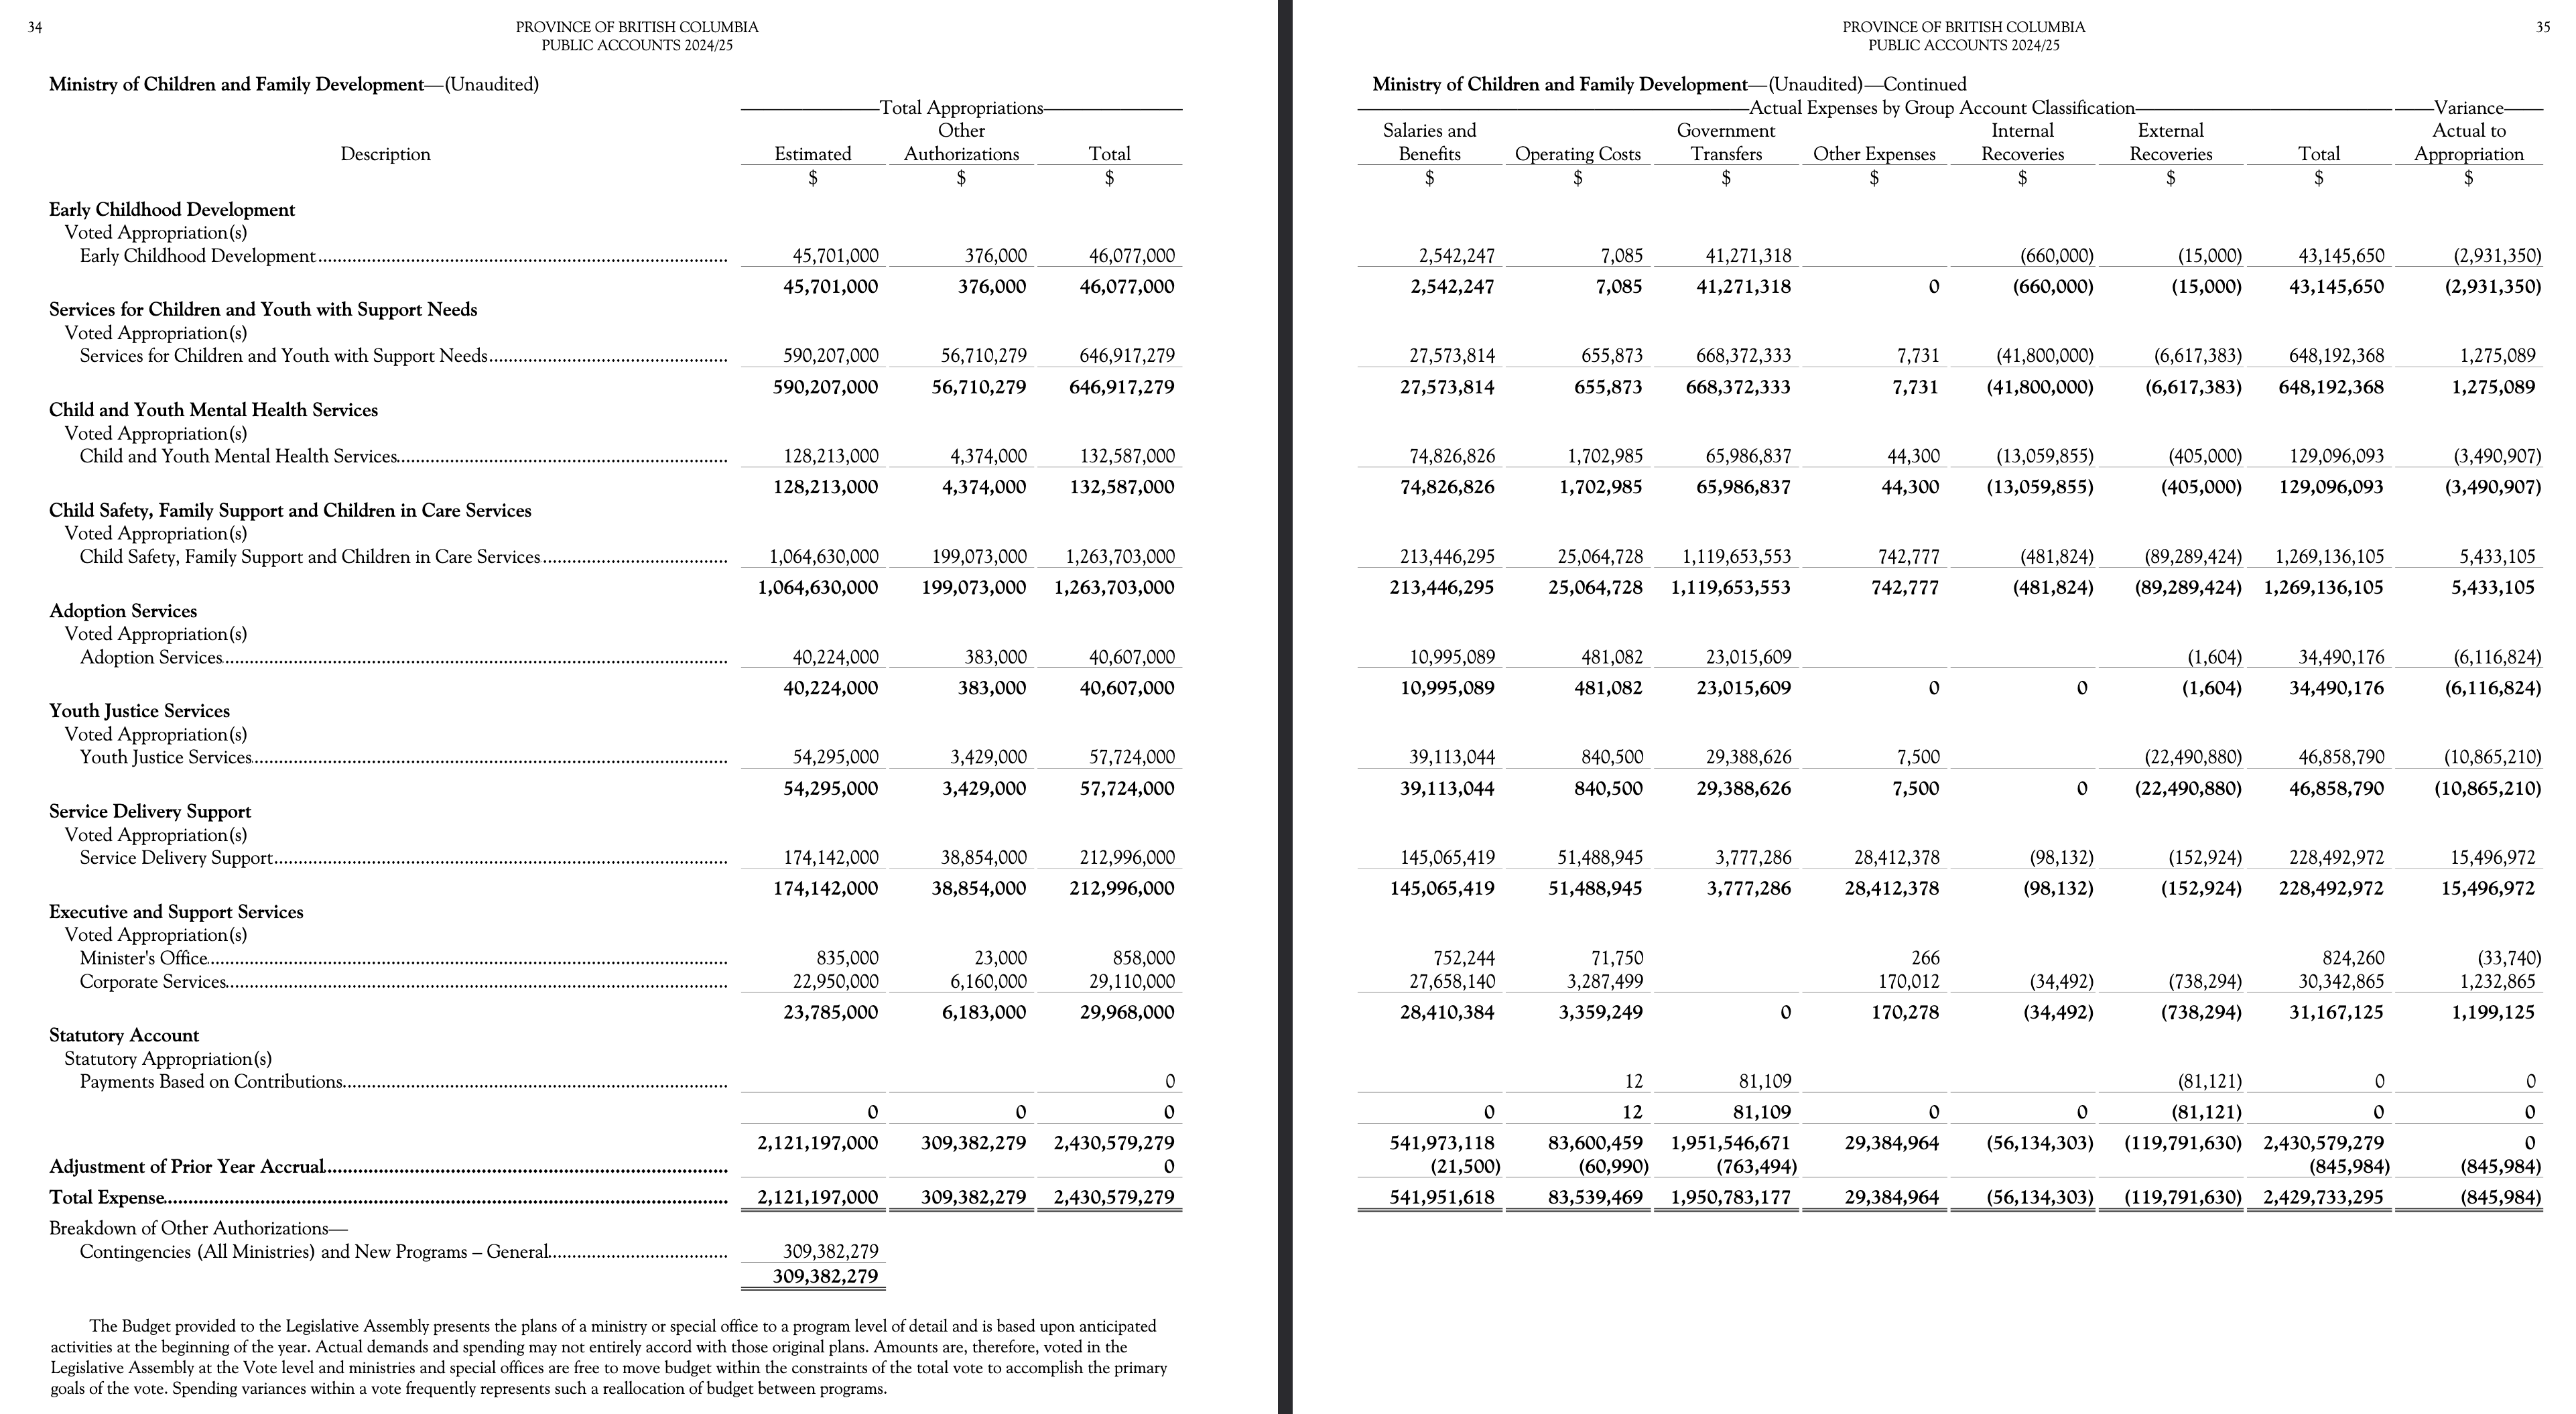 34
PROVINCE OF BRITISH COLUMBIA
PUBLIC ACCOUNTS 2024/25
Ministry of Children and Family Development—(Unaudited)
Total Appropriations
Other
Description Estimated Authorizations Total
$ $ $
Early Childhood Development
Voted Appropriation(s)
Early Childhood Development 45,701,000 376,000 46,077,000
45,701,000 376,000 46,077,000
Services for Children and Youth with Support Needs
Voted Appropriation(s)
Services for Children and Youth with Support Needs 590,207,000 56,710,279 646,917,279
590,207,000 56,710,279 646,917,279
Child and Youth Mental Health Services
Voted Appropriation(s)
Child and Youth Mental Health Services 128,213,000 4,374,000 132,587,000
128,213,000 4,374,000 132,587,000
Child Safety, Family Support and Children in Care Services
Voted Appropriation(s)
Child Safety, Family Support and Children in Care Services 1,064,630,000 199,073,000 1,263,703,000
1,064,630,000 199,073,000 1,263,703,000
Adoption Services
Voted Appropriation(s)
Adoption Services 40,224,000 383,000 40,607,000
40,224,000 383,000 40,607,000
Youth Justice Services
Voted Appropriation(s)
Youth Justice Services 54,295,000 3,429,000 57,724,000
54,295,000 3,429,000 57,724,000
Service Delivery Support
Voted Appropriation(s)
Service Delivery Support 174,142,000 38,854,000 212,996,000
174,142,000 38,854,000 212,996,000
Executive and Support Services
Voted Appropriation(s)
Minister's Office 835,000 23,000 858,000
Corporate Services 22,950,000 6,160,000 29,110,000
23,785,000 6,183,000 29,968,000
Statutory Account
Statutory Appropriation(s)
Payments Based on Contributions 0
0 0 0
2,121,197,000 309,382,279 2,430,579,279
Adjustment of Prior Year Accrual 0
Total Expense 2,121,197,000 309,382,279 2,430,579,279
Breakdown of Other Authorizations—
Contingencies (All Ministries) and New Programs – General 309,382,279
309,382,279
The Budget provided to the Legislative Assembly presents the plans of a ministry or special office to a program level of detail and is based upon anticipated
activities at the beginning of the year. Actual demands and spending may not entirely accord with those original plans. Amounts are, therefore, voted in the
Legislative Assembly at the Vote level and ministries and special offices are free to move budget within the constraints of the total vote to accomplish the primary
goals of the vote. Spending variances within a vote frequently represents such a reallocation of budget between programs.
PROVINCE OF BRITISH COLUMBIA
PUBLIC ACCOUNTS 2024/25
35
Ministry of Children and Family Development—(Unaudited)—Continued
Actual Expenses by Group Account Classification Variance
Salaries and Government Internal External Actual to
Benefits Operating Costs Transfers Other Expenses Recoveries Recoveries Total Appropriation
$ $ $ $ $ $ $ $
2,542,247 7,085 41,271,318 (660,000) (15,000) 43,145,650 (2,931,350)
2,542,247 7,085 41,271,318 0 (660,000) (15,000) 43,145,650 (2,931,350)
27,573,814 655,873 668,372,333 7,731 (41,800,000) (6,617,383) 648,192,368 1,275,089
27,573,814 655,873 668,372,333 7,731 (41,800,000) (6,617,383) 648,192,368 1,275,089
74,826,826 1,702,985 65,986,837 44,300 (13,059,855) (405,000) 129,096,093 (3,490,907)
74,826,826 1,702,985 65,986,837 44,300 (13,059,855) (405,000) 129,096,093 (3,490,907)
213,446,295 25,064,728 1,119,653,553 742,777 (481,824) (89,289,424) 1,269,136,105 5,433,105
213,446,295 25,064,728 1,119,653,553 742,777 (481,824) (89,289,424) 1,269,136,105 5,433,105
10,995,089 481,082 23,015,609 (1,604) 34,490,176 (6,116,824)
10,995,089 481,082 23,015,609 0 0 (1,604) 34,490,176 (6,116,824)
39,113,044 840,500 29,388,626 7,500 (22,490,880) 46,858,790 (10,865,210)
39,113,044 840,500 29,388,626 7,500 0 (22,490,880) 46,858,790 (10,865,210)
145,065,419 51,488,945 3,777,286 28,412,378 (98,132) (152,924) 228,492,972 15,496,972
145,065,419 51,488,945 3,777,286 28,412,378 (98,132) (152,924) 228,492,972 15,496,972
752,244 71,750 266 824,260 (33,740)
27,658,140 3,287,499 170,012 (34,492) (738,294) 30,342,865 1,232,865
28,410,384 3,359,249 0 170,278 (34,492) (738,294) 31,167,125 1,199,125
12 81,109 (81,121) 0 0
0 12 81,109 0 0 (81,121) 0 0
541,973,118 83,600,459 1,951,546,671 29,384,964 (56,134,303) (119,791,630) 2,430,579,279 0
(21,500) (60,990) (763,494) (845,984) (845,984)
541,951,618 83,539,469 1,950,783,177 29,384,964 (56,134,303) (119,791,630) 2,429,733,295 (845,984)